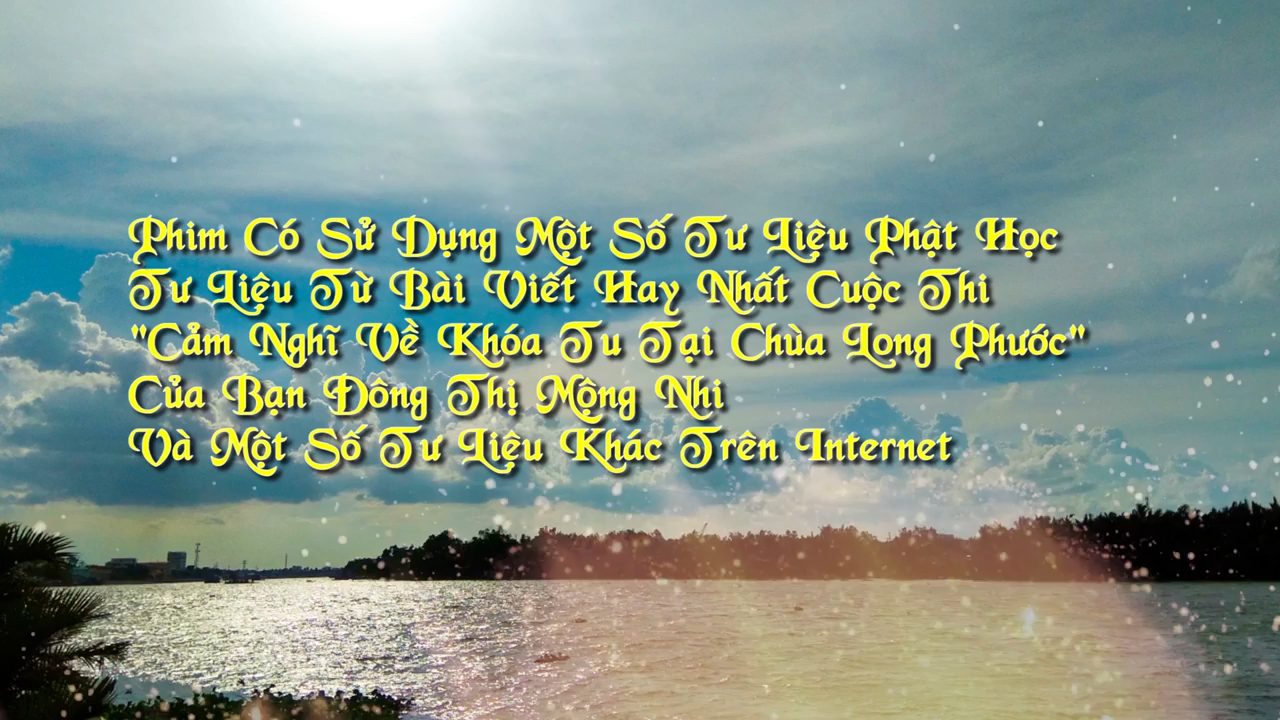 Phim Có Sử Dụng Một Số Tư Liệu Phật Học
Tư Liệu Từ Bài Viết Hay Nhất Cuộc Thi
"Cảm Nghĩ Về Khóa Tu Tại Chùa Long Phước"
Của Bạn Đông Thị Mộng Nhi
Và Một Số Tư Liệu Khác Trên Internet